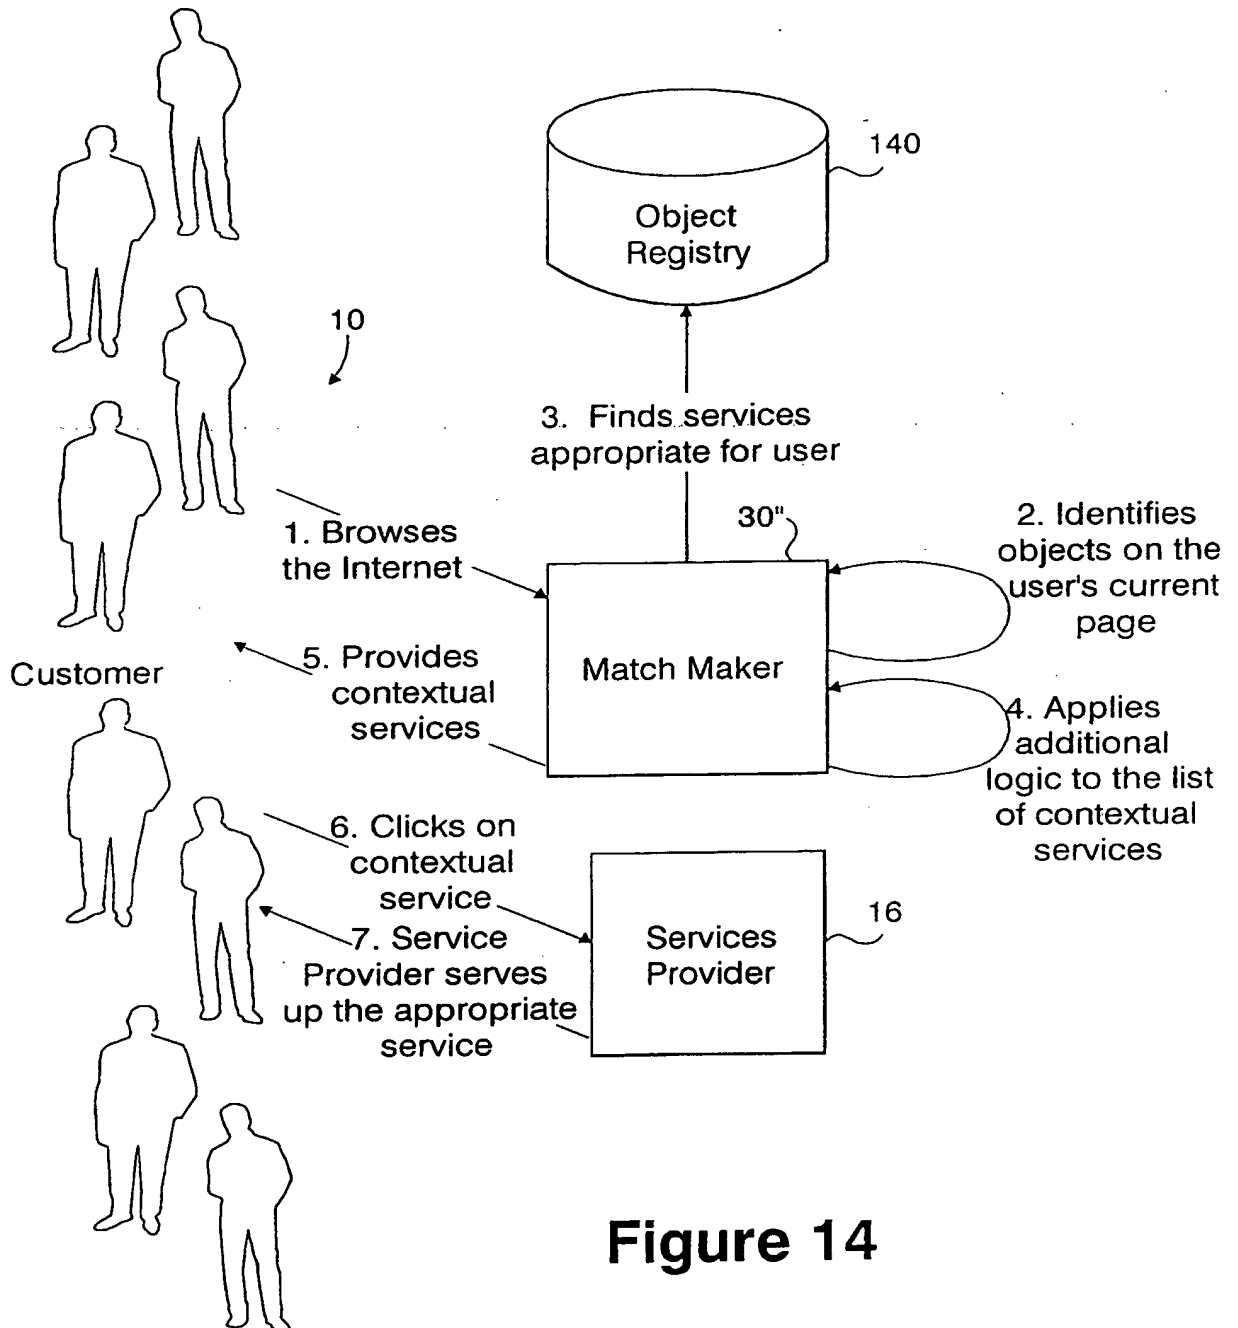 140
Object
Registry
10
3. Finds services
appropriate for user
30"
2. Identifies
objects on the
user's current
page
1. Browses
the Internet
Match Maker
5. Provides
contextual
services
Customer
4. Applies
additional
logic to the list
of contextual
services
6. Clicks on
contextual
service
16
Services
Provider
7. Service
Provider serves
up the appropriate
service
Figure 14